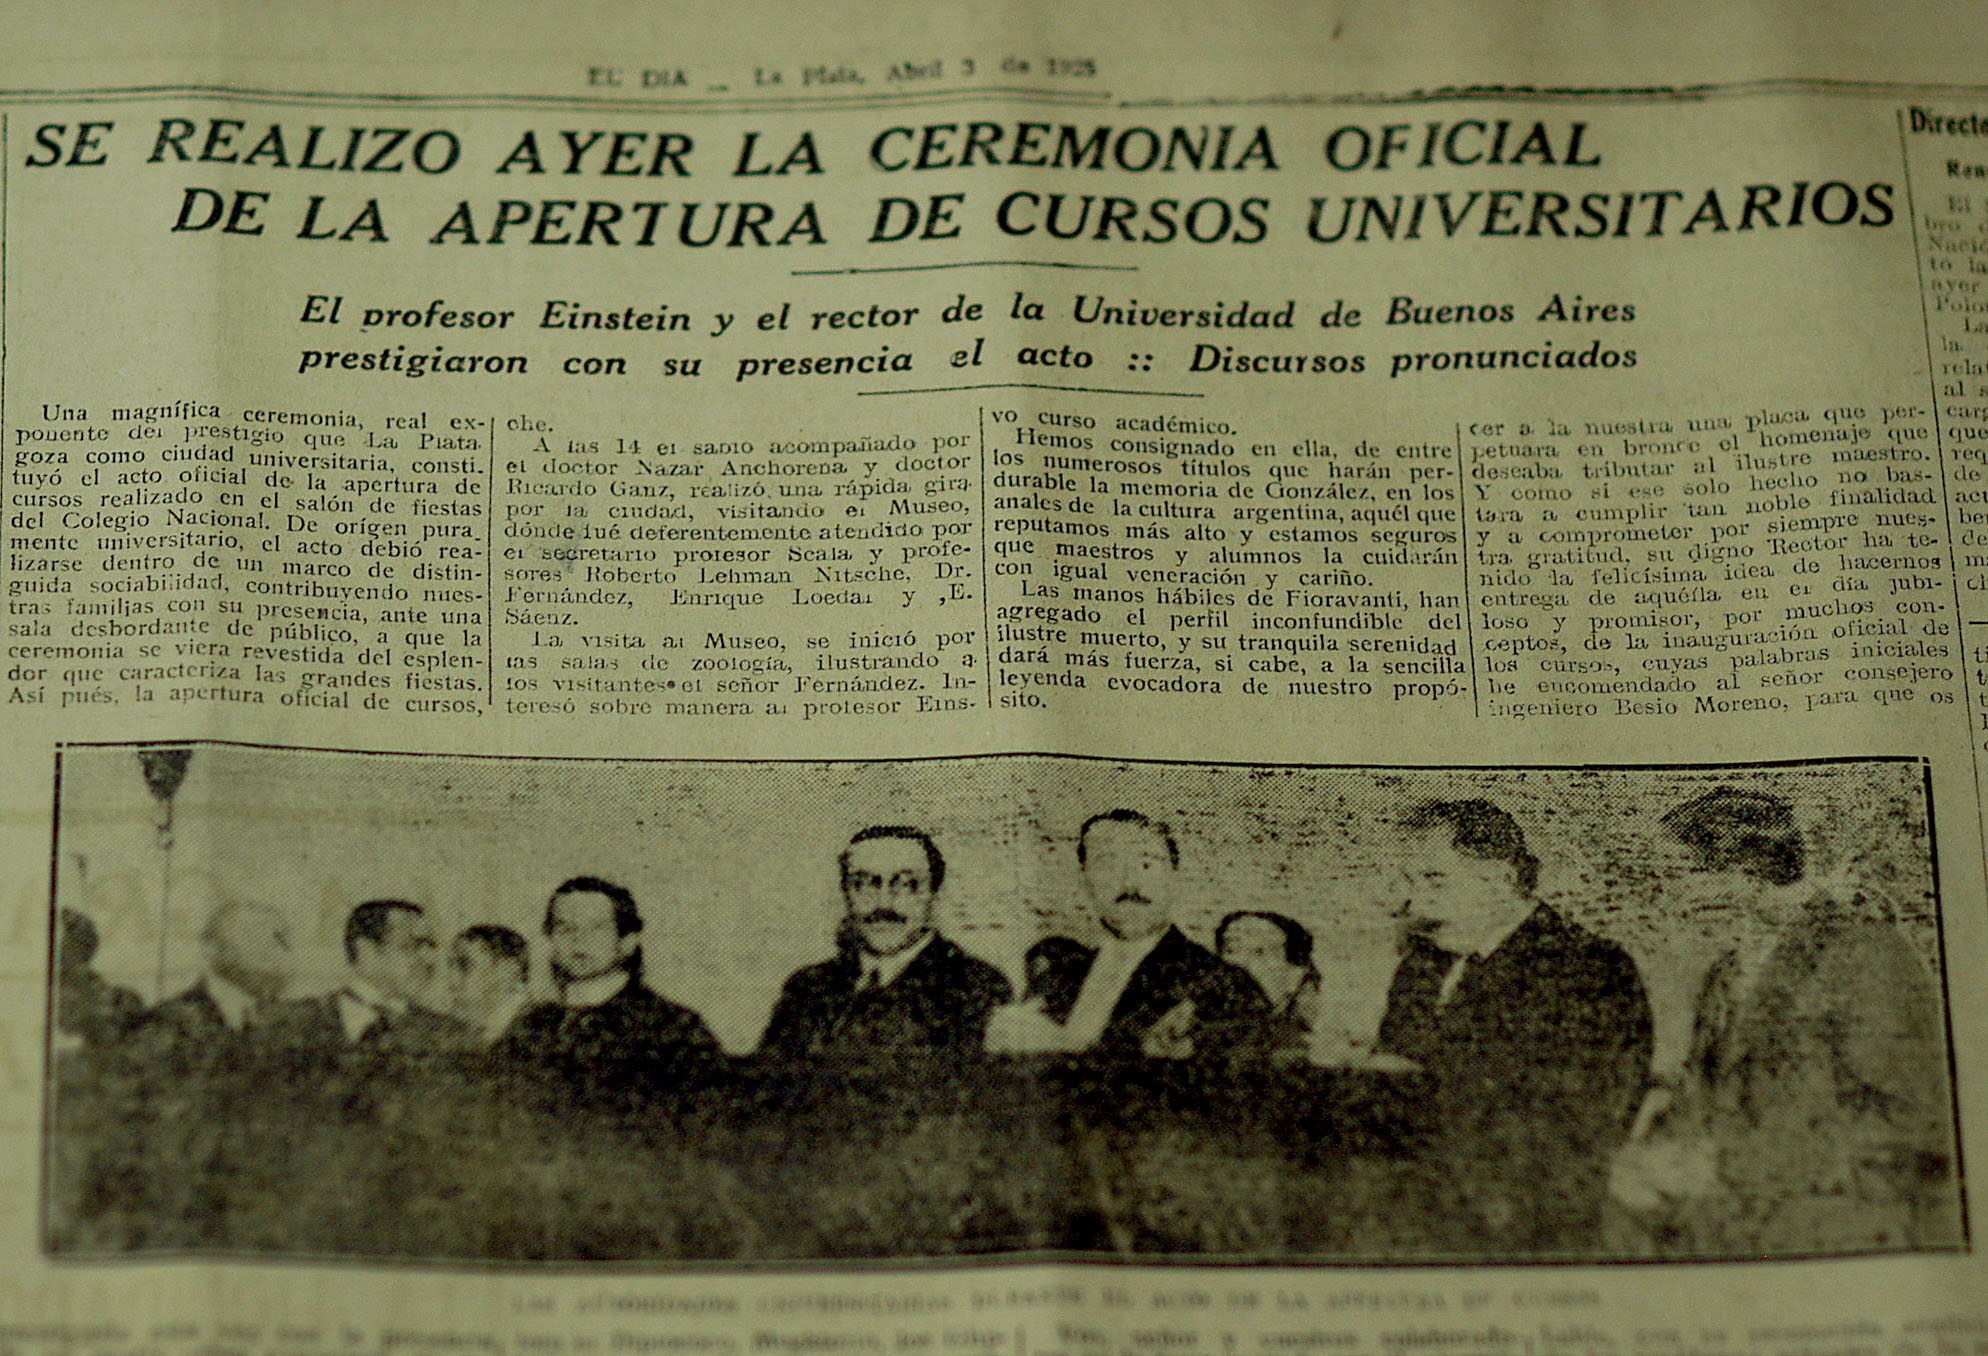 EL DIA — La Plata, Abril 3 de 1925
SE REALIZO AYER LA CEREMONIA OFICIAL
DE LA APERTURA DE CURSOS UNIVERSITARIOS
El profesor Einstein y el rector de la Universidad de Buenos Aires
prestigiaron con su presencia el acto :: Discursos pronunciados
Una magnífica ceremonia, real ex-
ponente del prestigio que La Plata
goza como ciudad universitaria, consti-
tuyó el acto oficial de la apertura de
cursos realizado en el salón de fiestas
del Colegio Nacional. De orígen pura-
mente universitario, el acto debió rea-
lizarse dentro de un marco de distin-
guida sociabilidad, contribuyendo nues-
tras familias con su presencia, ante una
sala desbordante de público, a que la
ceremonia se viera revestida del esplen-
dor que caracteriza las grandes fiestas.
Así pués, la apertura oficial de cursos,
che.
A las 14 el sabio acompañado por
el doctor Nazar Anchorena y doctor
Ricardo Ganz, realizó una rápida gira
por la ciudad, visitando el Museo,
dónde fué deferentemente atendido por
el secretario profesor Scala y profe-
sores Roberto Lehman Nitsche, Dr.
Fernández, Enrique Loedal y ,E.
Sáenz.
La visita al Museo, se inició por
las salas de zoología, ilustrando a
los visitantes el señor Fernández. In-
teresó sobre manera al profesor Eins-
vo curso académico.
Hemos consignado en ella, de entre
los numerosos títulos que harán per-
durable la memoria de González, en los
anales de la cultura argentina, aquél que
reputamos más alto y estamos seguros
que maestros y alumnos la cuidarán
con igual veneración y cariño.
Las manos hábiles de Fioravanti, han
agregado el perfil inconfundible del
ilustre muerto, y su tranquila serenidad
dará más fuerza, si cabe, a la sencilla
leyenda evocadora de nuestro propó-
sito.
cer a la nuestra una placa que per-
petuara en bronce el homenaje que
deseaba tributar al ilustre maestro.
Y como si ese solo hecho no bas-
tara a cumplir tan noble finalidad
y a comprometer por siempre nues-
tra gratitud, su digno Rector ha te-
nido la felicísima idea de hacernos
entrega de aquélla en el día jubi-
loso y promisor, por muchos con-
ceptos, de la inauguración oficial de
los cursos, cuyas palabras iniciales
he encomendado al señor consejero
ingeniero Besio Moreno, para que os
Directo
Ren